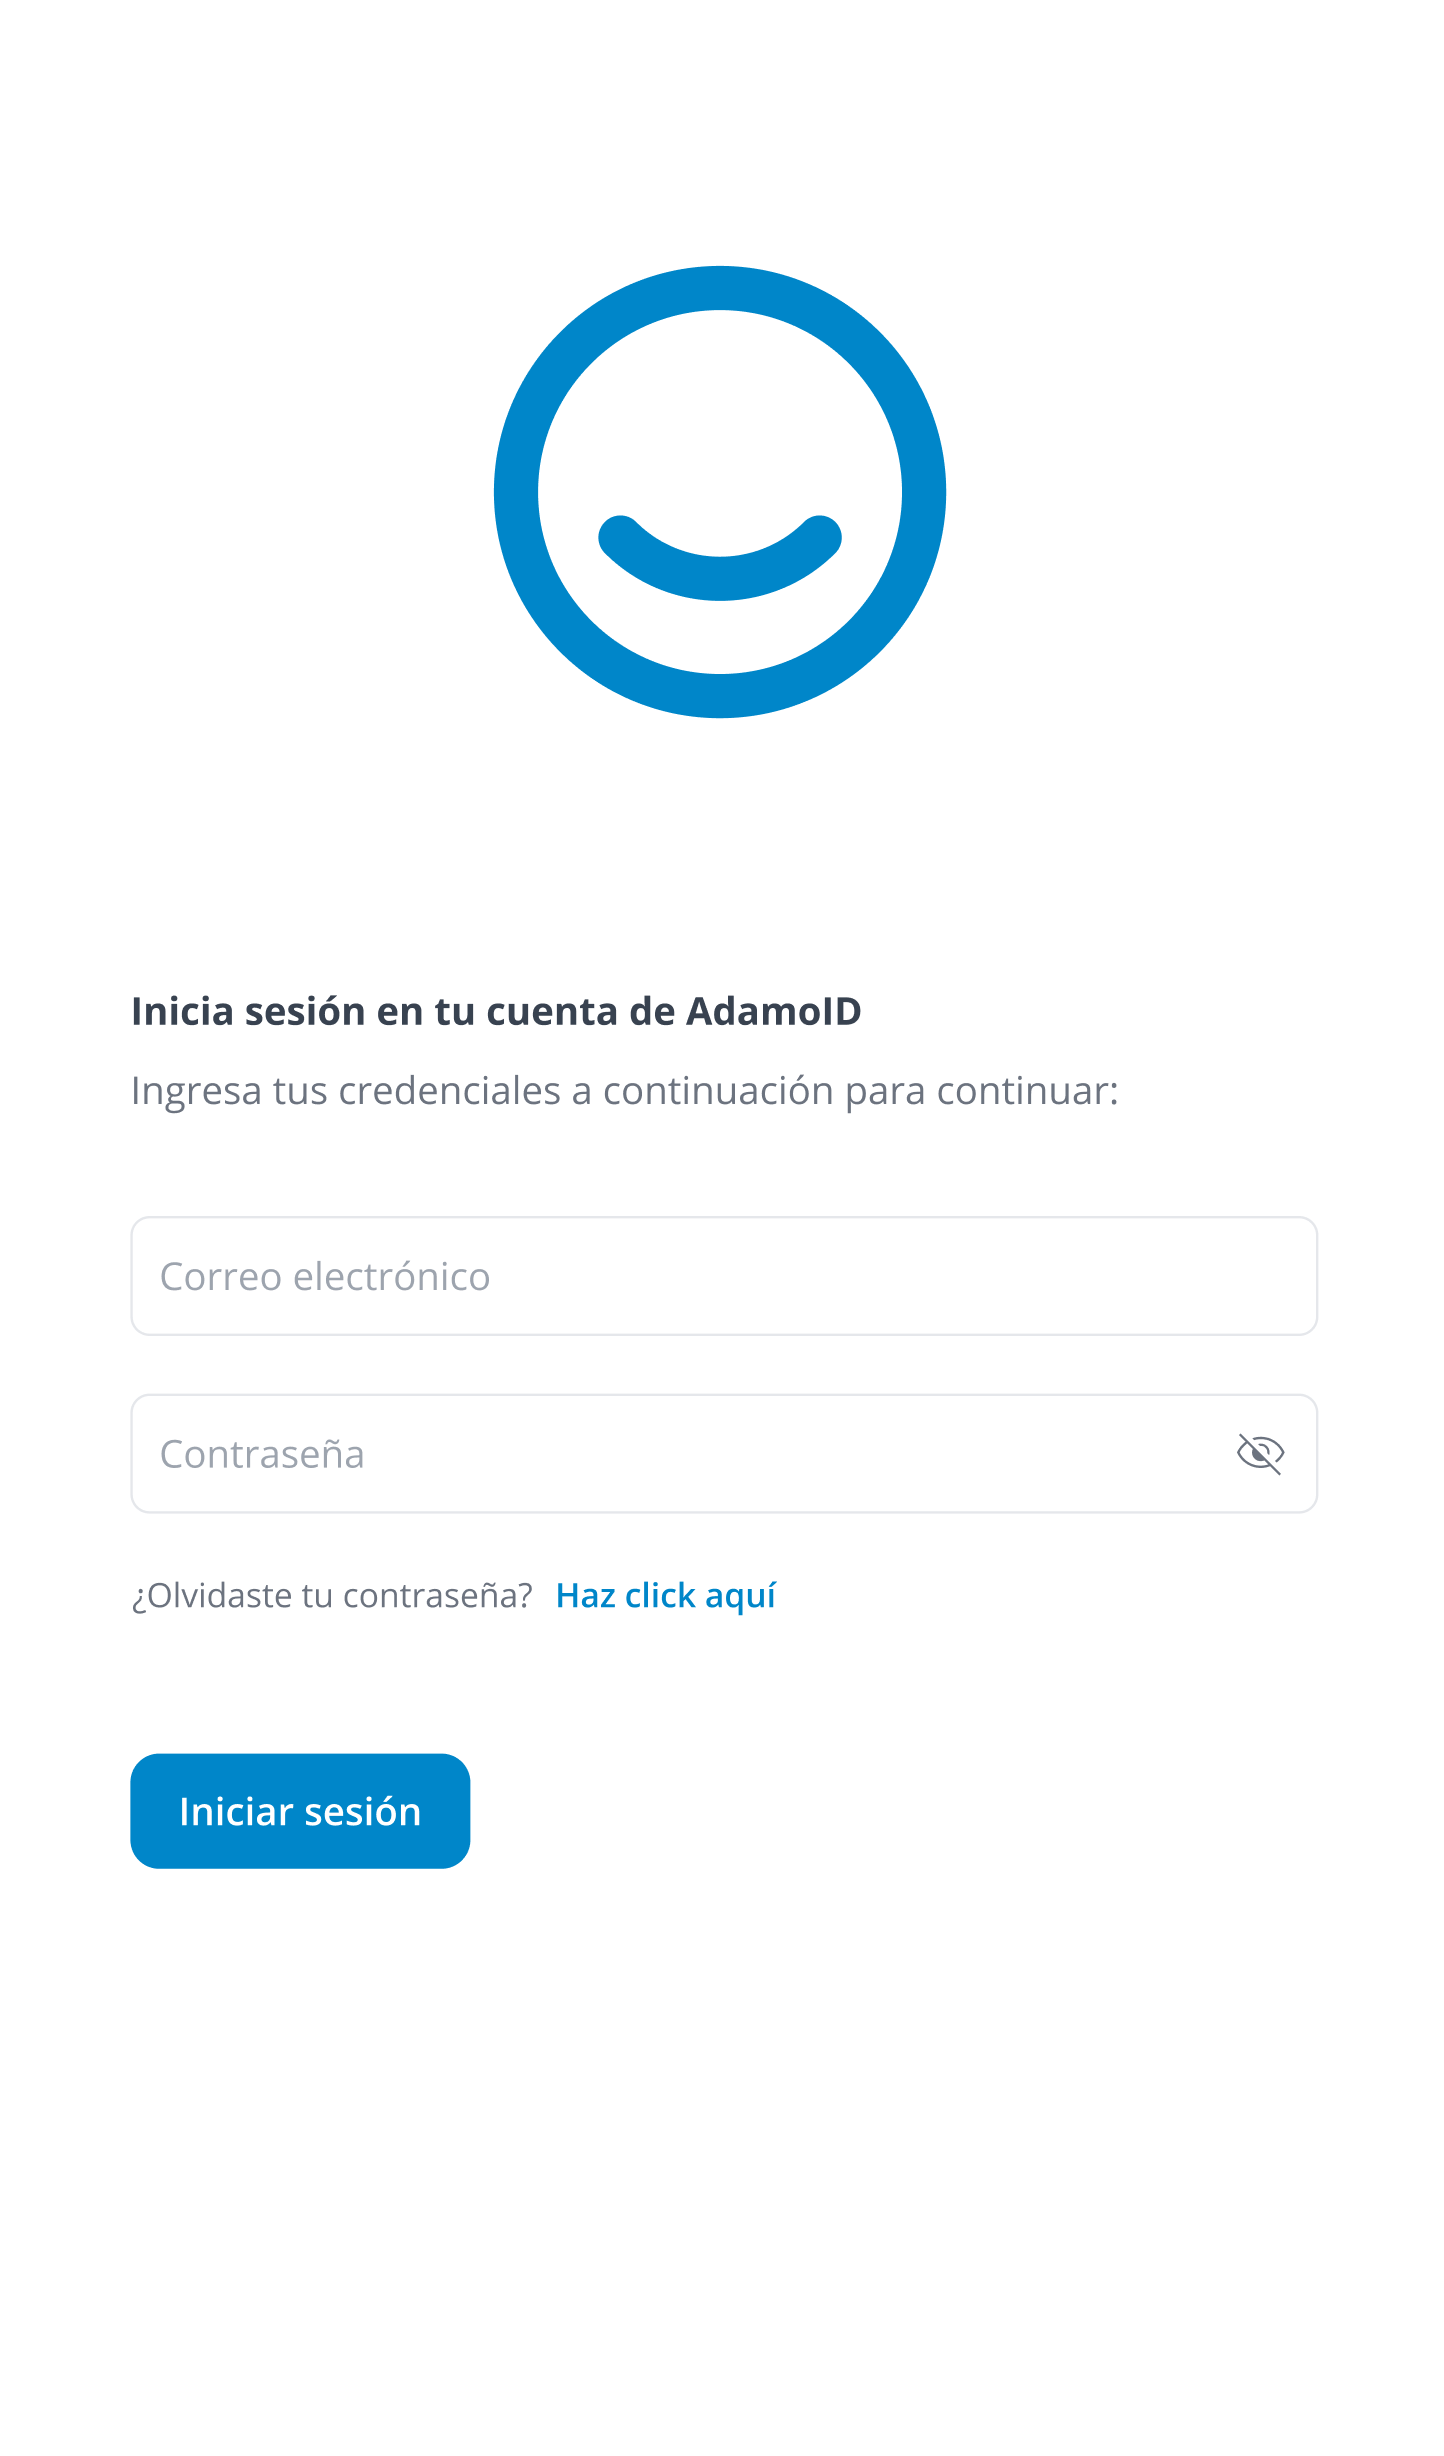 Inicia sesión en tu cuenta de AdamoID
Ingresa tus credenciales a continuación para continuar:
Correo electrónico
Contraseña
¿Olvidaste tu contraseña? Haz click aquí
Iniciar sesión